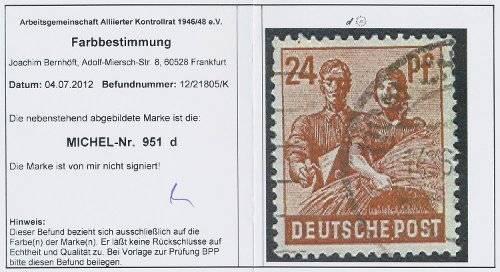 Arbeitsgemeinschaft Alliierter Kontrollrat 1946/48 e.V.
Farbbestimmung
Joachim Bernhöft, Adolf-Miersch-Str. 8, 60528 Frankfurt
Datum: 04.07.2012 Befundnummer: 12/21805/K
Die nebenstehend abgebildete Marke ist die:
MICHEL-Nr. 951 d
Die Marke ist von mir nicht signiert!
Hinweis:
Dieser Befund bezieht sich ausschließlich auf die
Farbe(n) der Marke(n). Er läßt keine Rückschlüsse auf
Echtheit und Qualität zu. Bei Vorlage zur Prüfung BPP
bitte diesen Befund beilegen.
d
24 Pf.
DEUTSCHE POST